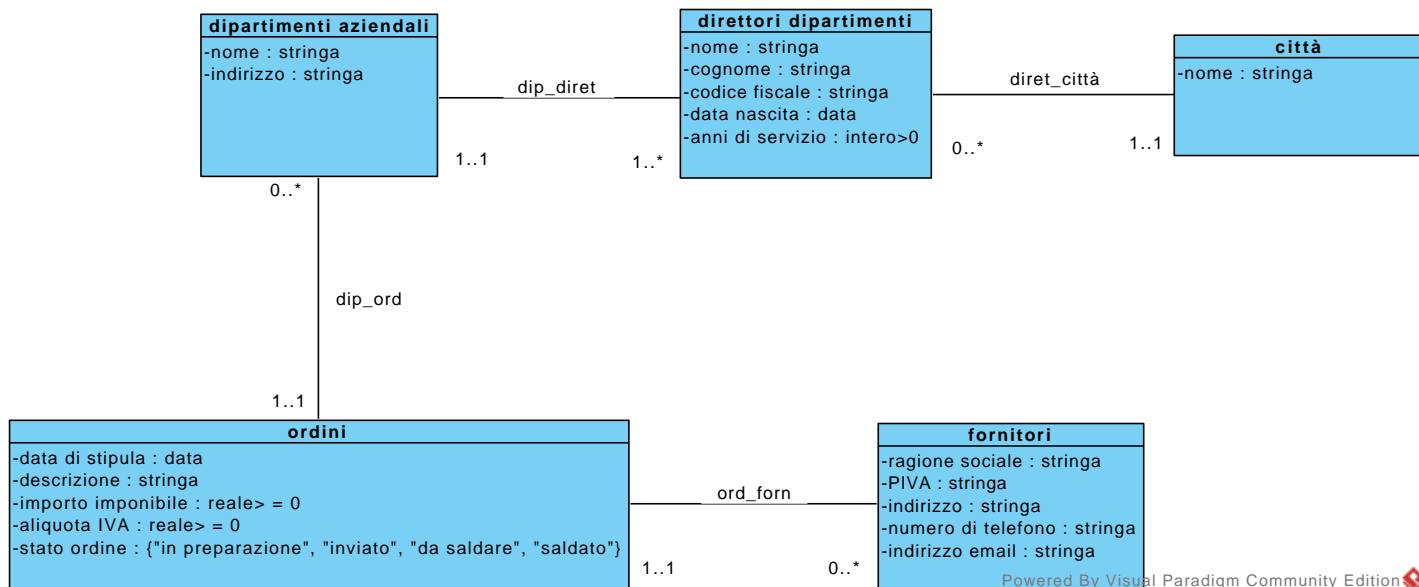 dipartimenti aziendali
-nome : stringa
-indirizzo : stringa
dip_diret
1..1
1..*
direttori dipartimenti
-nome : stringa
-cognome : stringa
-codice fiscale : stringa
-data nascita : data
-anni di servizio : intero>0
diret_città
0..*
1..1
città
-nome : stringa
0..*
dip_ord
1..1
ordini
-data di stipula : data
-descrizione : stringa
-importo imponibile : reale> = 0
-aliquota IVA : reale> = 0
-stato ordine : {"in preparazione", "inviato", "da saldare", "saldato"}
ord_forn
1..1
0..*
fornitori
-ragione sociale : stringa
-PIVA : stringa
-indirizzo : stringa
-numero di telefono : stringa
-indirizzo email : stringa
Powered By Visual Paradigm Community Edition